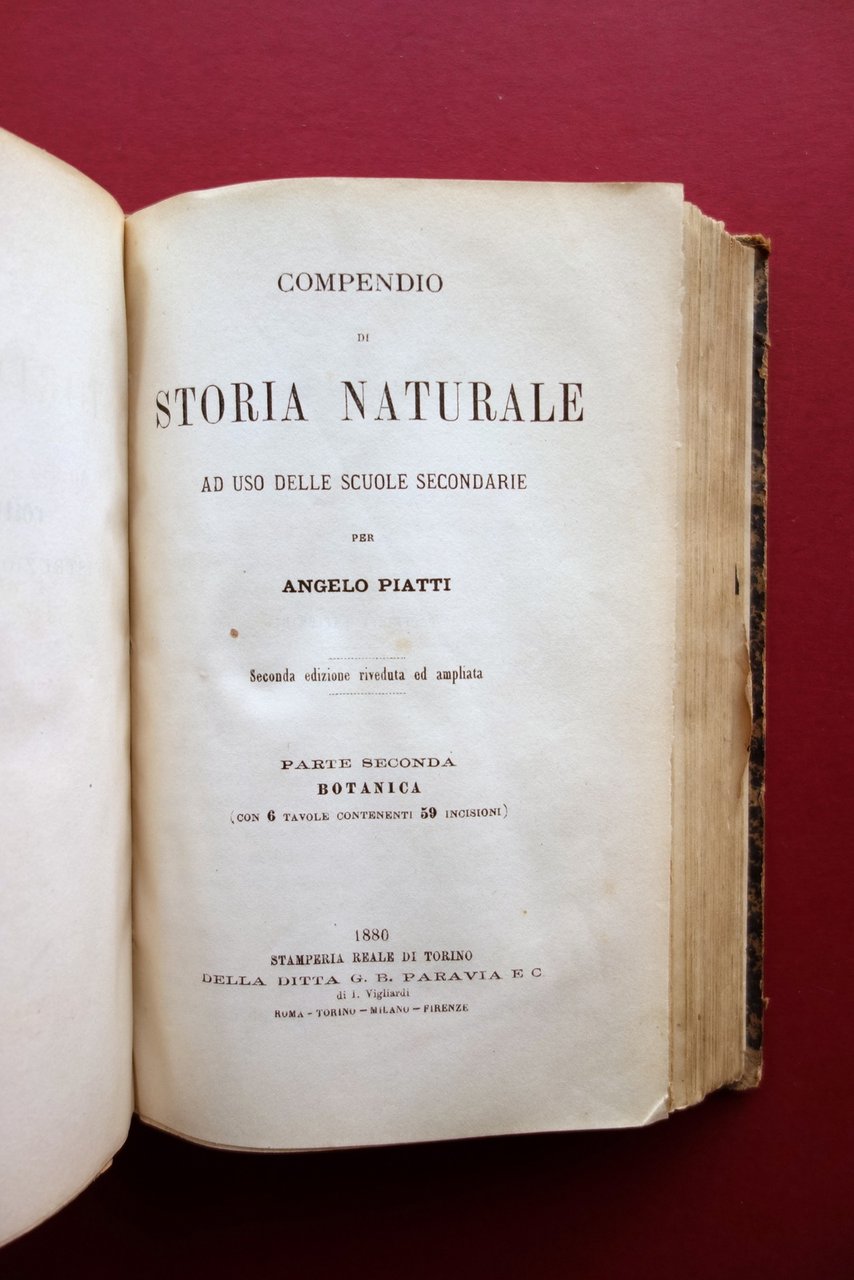 COMPENDIO
DI
STORIA NATURALE
AD USO DELLE SCUOLE SECONDARIE
PER
ANGELO PIATTI
Seconda edizione riveduta ed ampliata
PARTE SECONDA
BOTANICA
(CON 6 TAVOLE CONTENENTI 59 INCISIONI)
1880
STAMPERIA REALE DI TORINO
DELLA DITTA G. B. PARAVIA E C
di I. Vigliardi
ROMA - TORINO - MILANO - FIRENZE